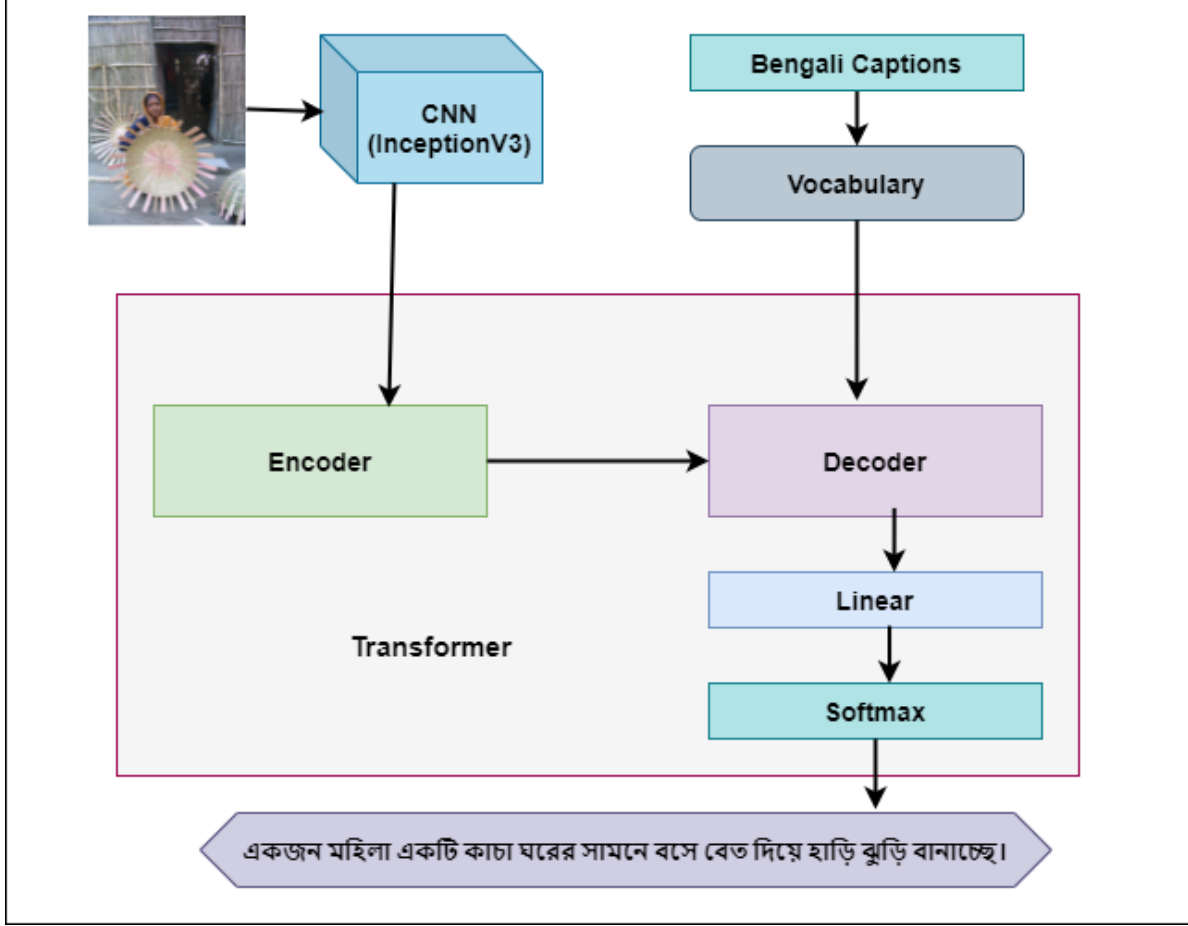 CNN
(InceptionV3)
Bengali Captions
Vocabulary
Encoder
Decoder
Linear
Transformer
Softmax
একজন মহিলা একটি কাচা ঘরের সামনে বসে বেত দিয়ে হাড়ি ঝুড়ি বানাচ্ছে।